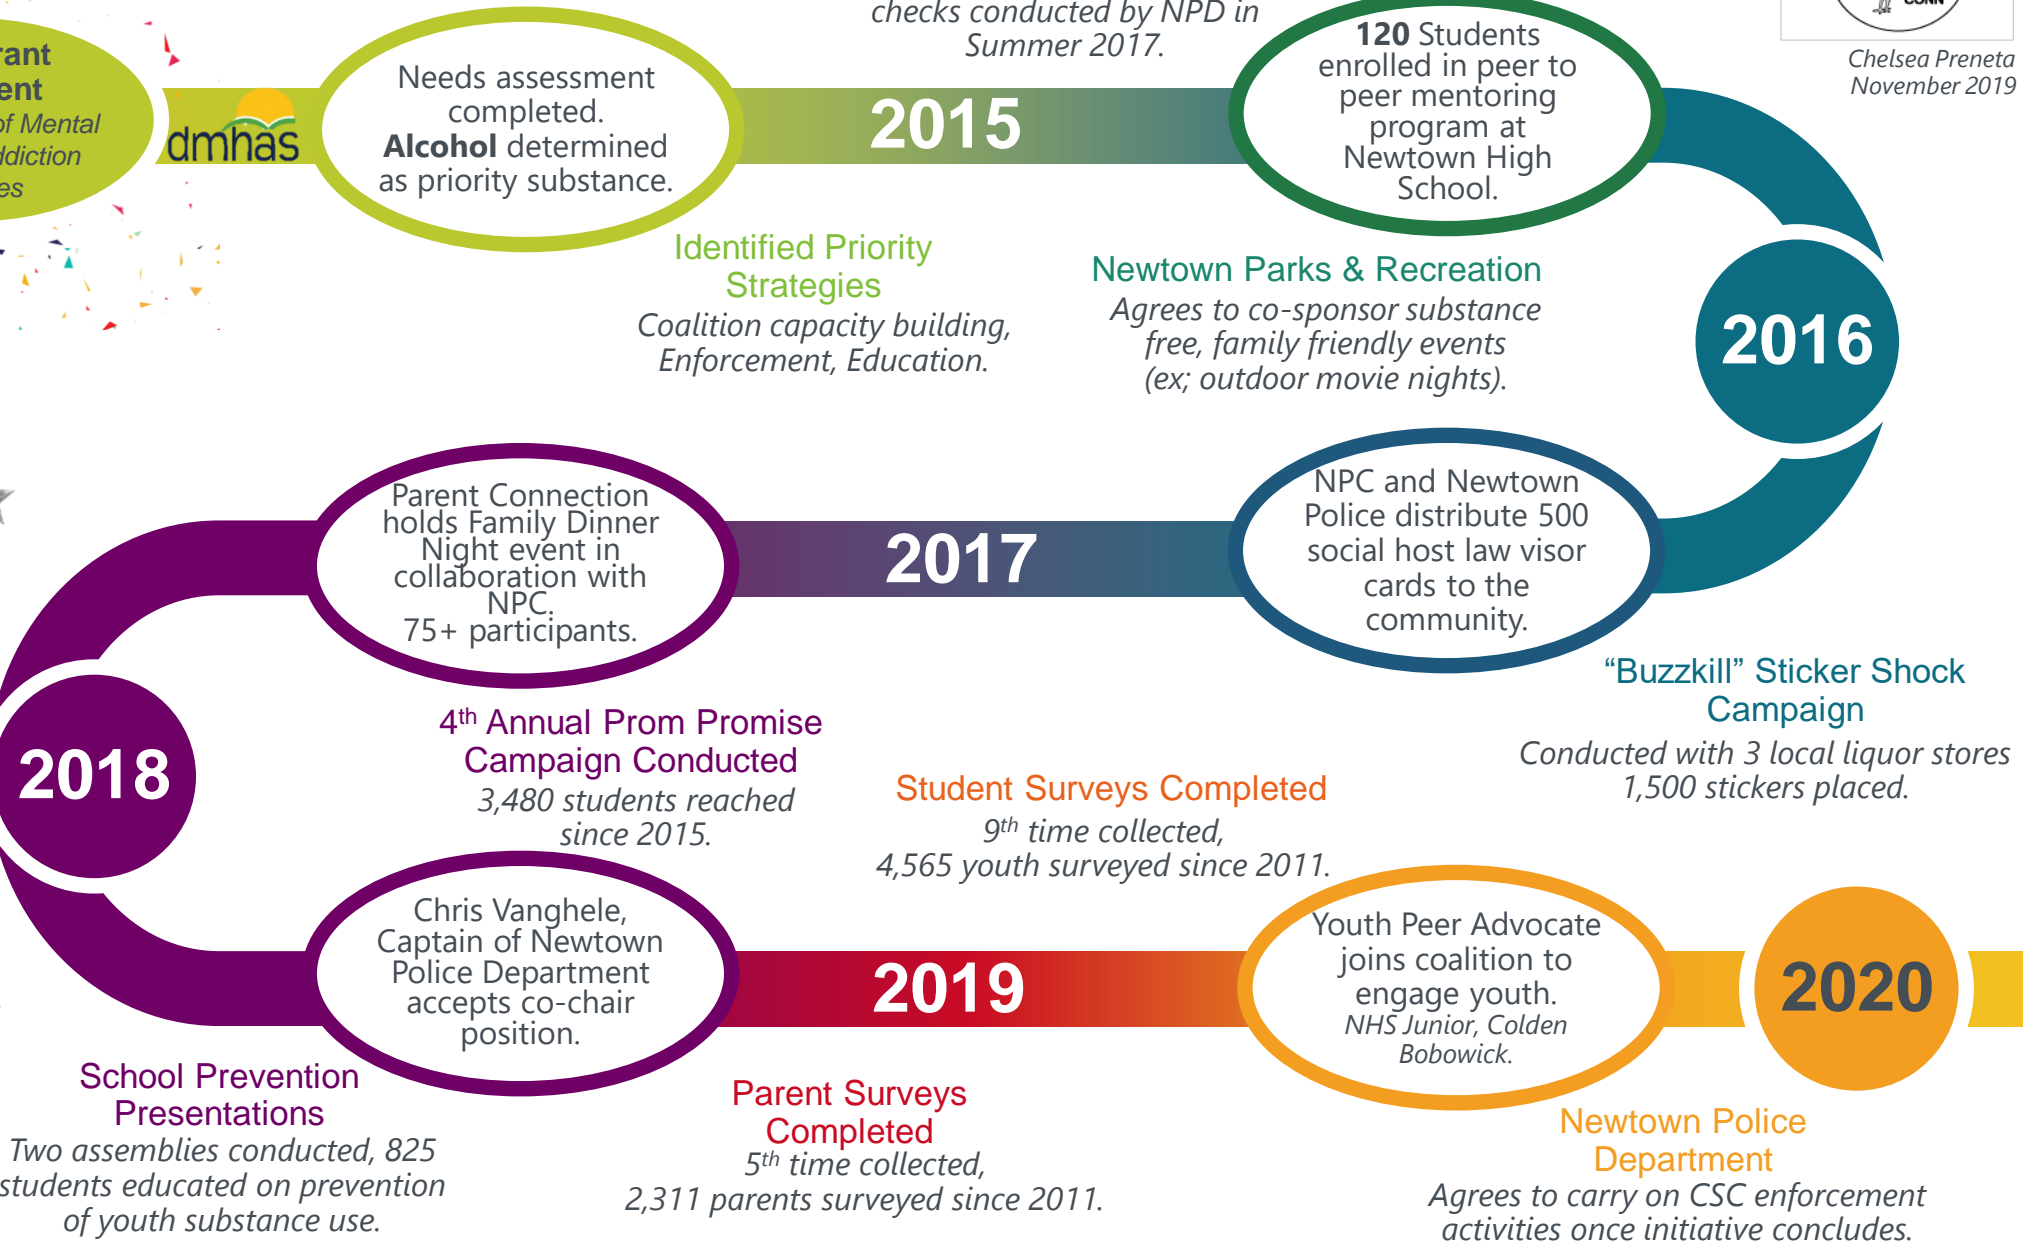 checks conducted by NPD in
Summer 2017.
CONN
Chelsea Preneta
November 2019
of Mental
dmhas
Needs assessment
completed.
Alcohol determined
as priority substance.
2015
120 Students
enrolled in peer to
peer mentoring
program at
Newtown High
School.
Identified Priority
Strategies
Coalition capacity building,
Enforcement, Education.
Newtown Parks & Recreation
Agrees to co-sponsor substance
free, family friendly events
(ex; outdoor movie nights).
2016
Parent Connection
holds Family Dinner
Night event in
collaboration with
NPC.
75+ participants.
2017
NPC and Newtown
Police distribute 500
social host law visor
cards to the
community.
“Buzzkill” Sticker Shock
Campaign
Conducted with 3 local liquor stores
1,500 stickers placed.
2018
4th Annual Prom Promise
Campaign Conducted
3,480 students reached
since 2015.
Student Surveys Completed
9th time collected,
4,565 youth surveyed since 2011.
Chris Vanghele,
Captain of Newtown
Police Department
accepts co-chair
position.
2019
Youth Peer Advocate
joins coalition to
engage youth.
NHS Junior, Colden
Bobowick.
2020
School Prevention
Presentations
Two assemblies conducted, 825
students educated on prevention
of youth substance use.
Parent Surveys
Completed
5th time collected,
2,311 parents surveyed since 2011.
Newtown Police
Department
Agrees to carry on CSC enforcement
activities once initiative concludes.